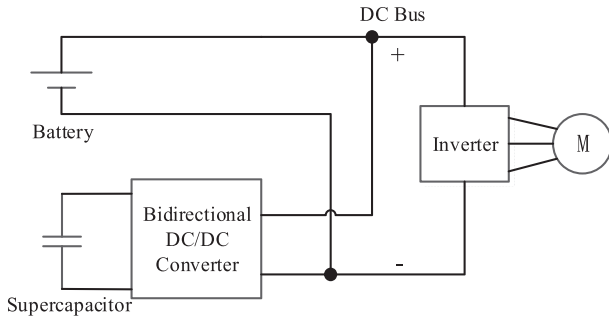 DC Bus
+
Battery
Inverter
M
Bidirectional
DC/DC
Converter
-
Supercapacitor